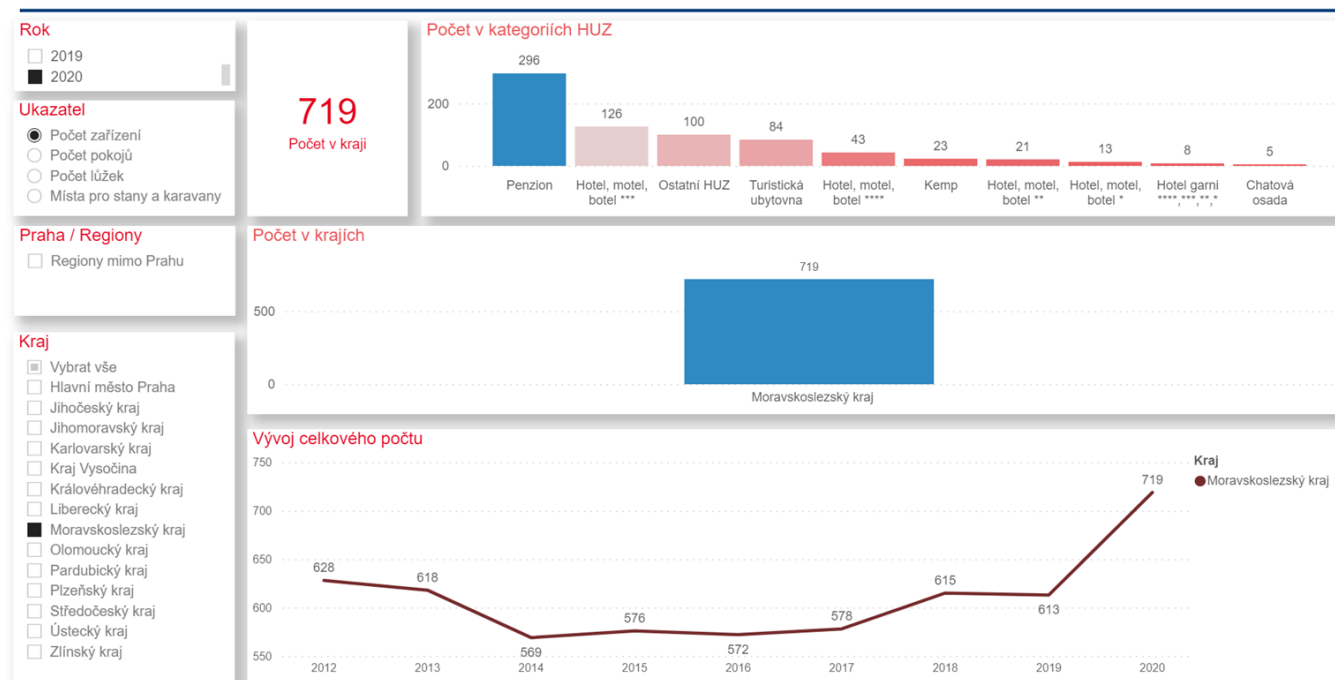 Rok
2019
2020
Ukazatel
Počet zařízení
Počet pokojů
Počet lůžek
Místa pro stany a karavany
Praha / Regiony
Regiony mimo Prahu
Kraj
Vybrat vše
Hlavní město Praha
Jihočeský kraj
Jihomoravský kraj
Karlovarský kraj
Kraj Vysočina
Královéhradecký kraj
Liberecký kraj
Moravskoslezský kraj
Olomoucký kraj
Pardubický kraj
Plzeňský kraj
Středočeský kraj
Ústecký kraj
Zlínský kraj
719
Počet v kraji
Počet v kategoriích HUZ
296
126
100
84
43
23
21
13
8
5
200
0
Penzion
Hotel, motel,
botel ***
Ostatní HUZ
Turistická
ubytovna
Hotel, motel,
botel ****
Kemp
Hotel, motel,
botel **
Hotel, motel,
botel *
Hotel garni
****,***,**,*
Chatová
osada
Počet v krajích
719
500
0
Moravskoslezský kraj
Vývoj celkového počtu
750
700
650
600
550
628
618
569
576
572
578
615
613
719
2012
2013
2014
2015
2016
2017
2018
2019
2020
Kraj
Moravskoslezský kraj